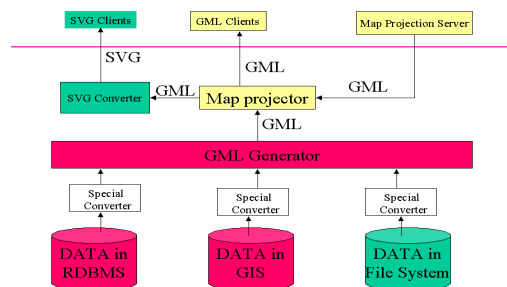 SVG Clients
GML Clients
Map Projection Server
SVG
GML
GML
SVG Converter
GML
Map projector
GML
GML Generator
Special
Converter
Special
Converter
Special
Converter
DATA in
RDBMS
DATA in
GIS
DATA in
File System